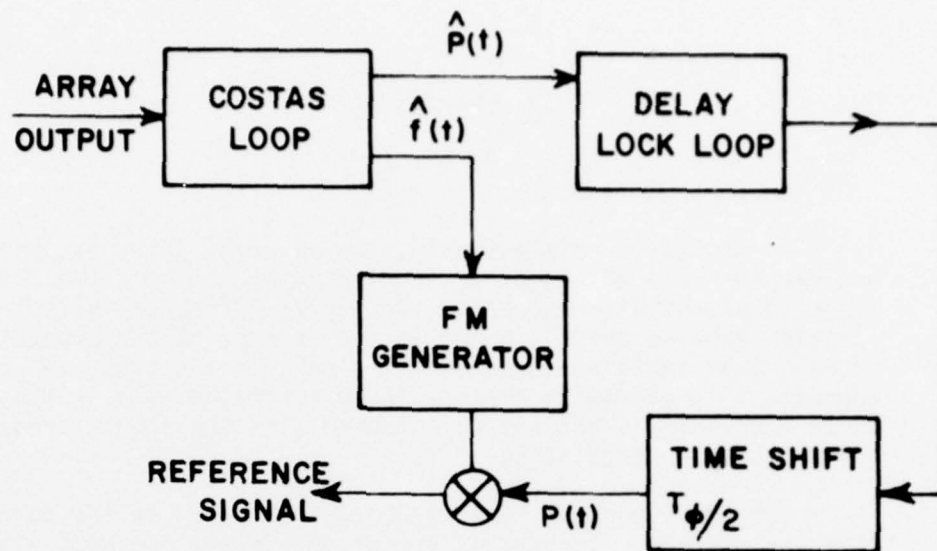 ARRAY
OUTPUT
COSTAS
LOOP
^P(t)
^f(t)
DELAY
LOCK LOOP
FM
GENERATOR
REFERENCE
SIGNAL
P(t)
TIME SHIFT
Tϕ/2